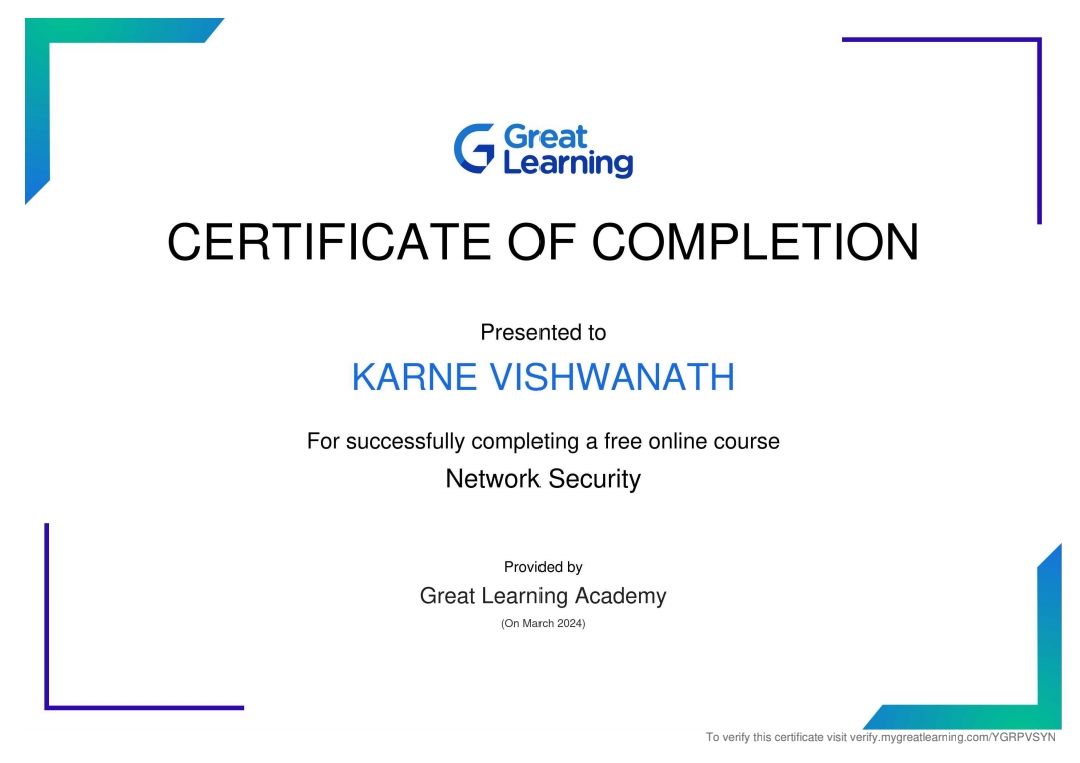 Great
Learning
CERTIFICATE OF COMPLETION
Presented to
KARNE VISHWANATH
For successfully completing a free online course
Network Security
Provided by
Great Learning Academy
(On March 2024)
To verify this certificate visit verify.mygreatlearning.com/YGRPVSYN